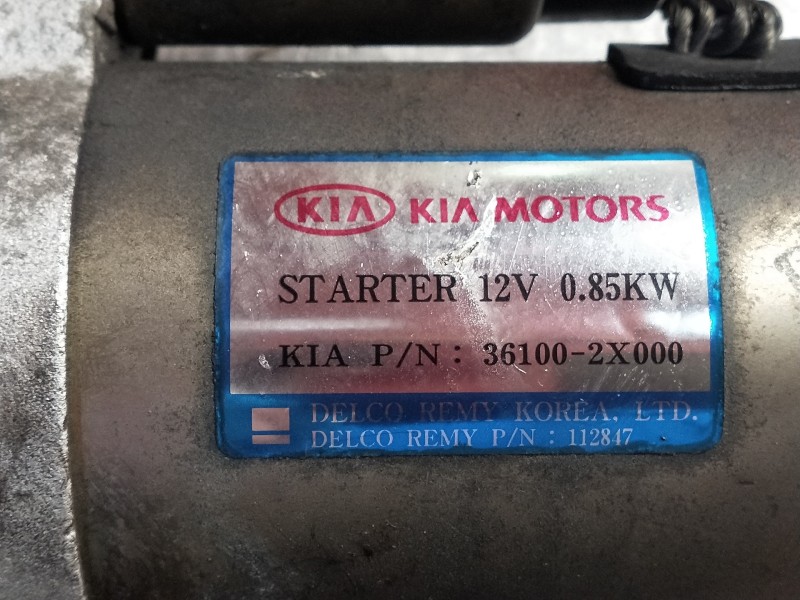 KIA KIA MOTORS
STARTER 12V 0.85KW
KIA P/N : 36100-2X000
DELCO REMY KOREA. LTD.
DELCO REMY P/N : 112847